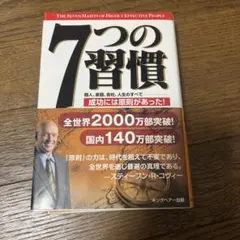 THE SEVEN HABITS OF HIGHLY EFFECTIVE PEOPLE
7つの
習慣
個人、家庭、会社、人生のすべて
成功には原則があった!
全世界2000万部突破!
国内140万部突破!
「原則」の力は、時代を超えて不変であり、
全世界を通じ普遍の真理である。
―スティーブン・R・コヴィー
キングベアー出版